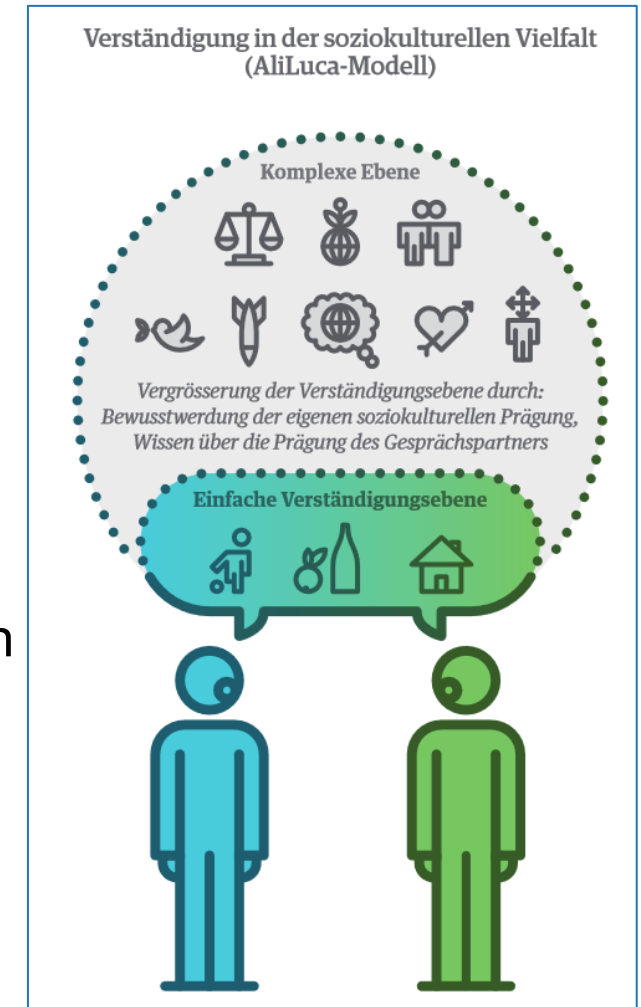 Verständigung in der soziokulturellen Vielfalt
(AliLuca-Modell)
Komplexe Ebene
Vergrösserung der Verständigungsebene durch:
Bewusstwerdung der eigenen soziokulturellen Prägung,
Wissen über die Prägung des Gesprächspartners
Einfache Verständigungsebene
n